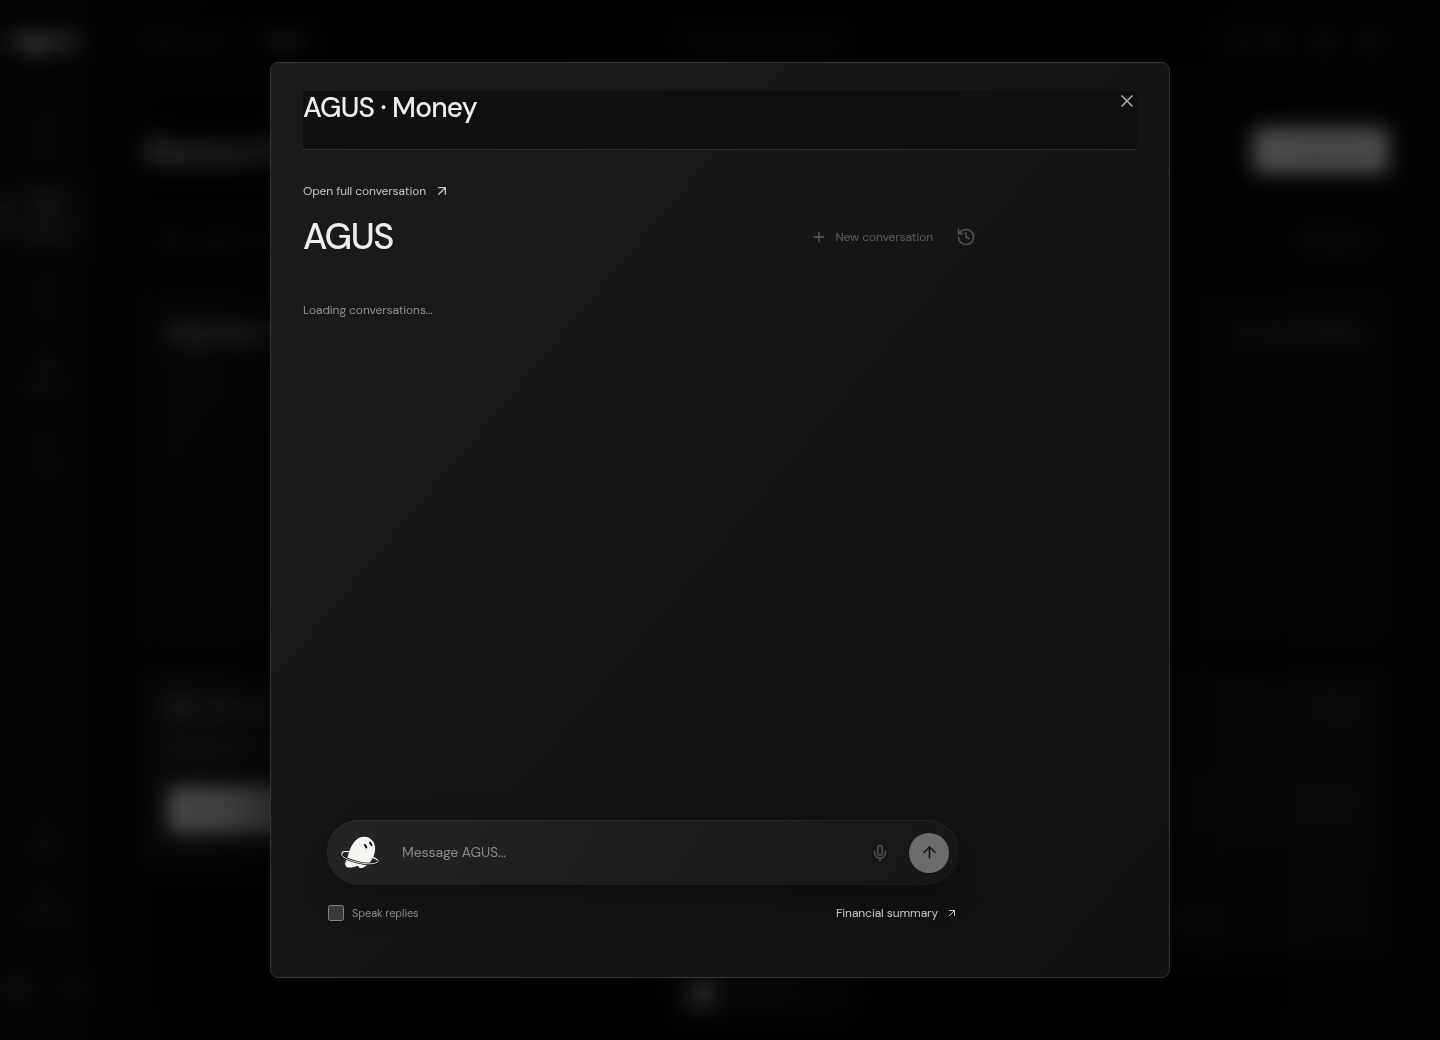 AGUS · Money
Open full conversation
AGUS
New conversation
Loading conversations...
Message AGUS...
Speak replies
Financial summary